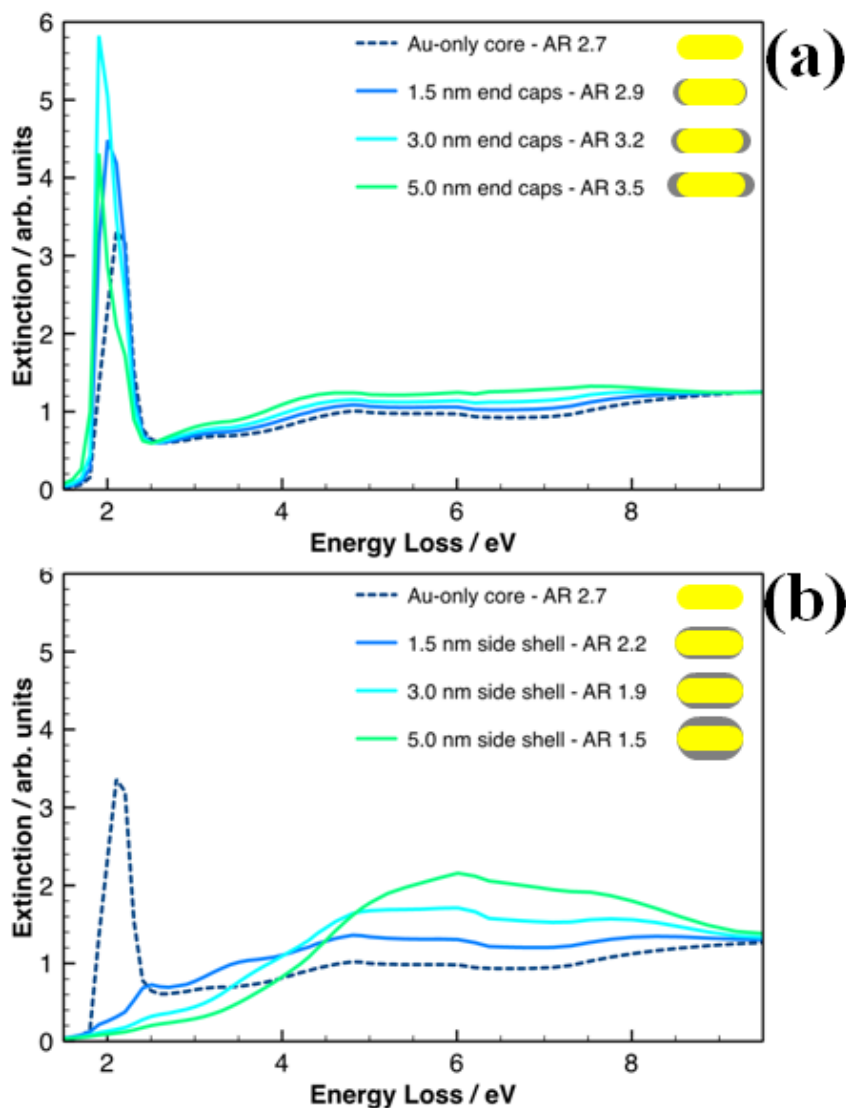 (a)
6
5
4
3
2
1
0
Extinction / arb. units
Au-only core - AR 2.7
1.5 nm end caps - AR 2.9
3.0 nm end caps - AR 3.2
5.0 nm end caps - AR 3.5
2 4 6 8
Energy Loss / eV
(b)
6
5
4
3
2
1
0
Extinction / arb. units
Au-only core - AR 2.7
1.5 nm side shell - AR 2.2
3.0 nm side shell - AR 1.9
5.0 nm side shell - AR 1.5
2 4 6 8
Energy Loss / eV